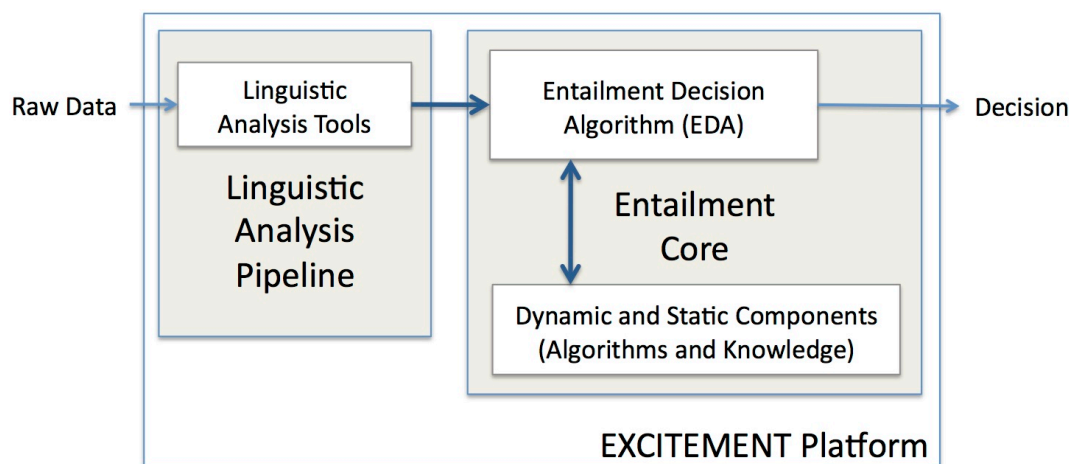 Raw Data
Linguistic
Analysis Tools
Linguistic
Analysis
Pipeline
Entailment Decision
Algorithm (EDA)
Entailment
Core
Dynamic and Static Components
(Algorithms and Knowledge)
Decision
EXCITEMENT Platform